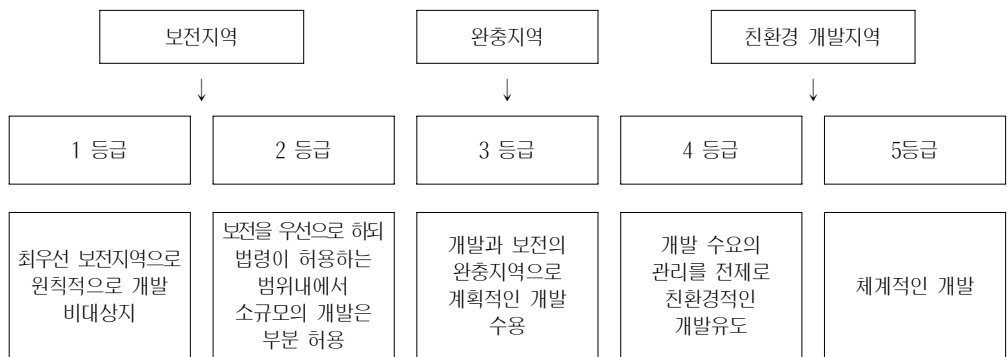 보전지역
완충지역
친환경 개발지역
↓
↓
↓
1 등급
2 등급
3 등급
4 등급
5등급
최우선 보전지역으로
원칙적으로 개발
비대상지
보전을 우선으로 하되
법령이 허용하는
범위내에서
소규모의 개발은
부분 허용
개발과 보전의
완충지역으로
계획적인 개발
수용
개발 수요의
관리를 전제로
친환경적인
개발유도
체계적인 개발